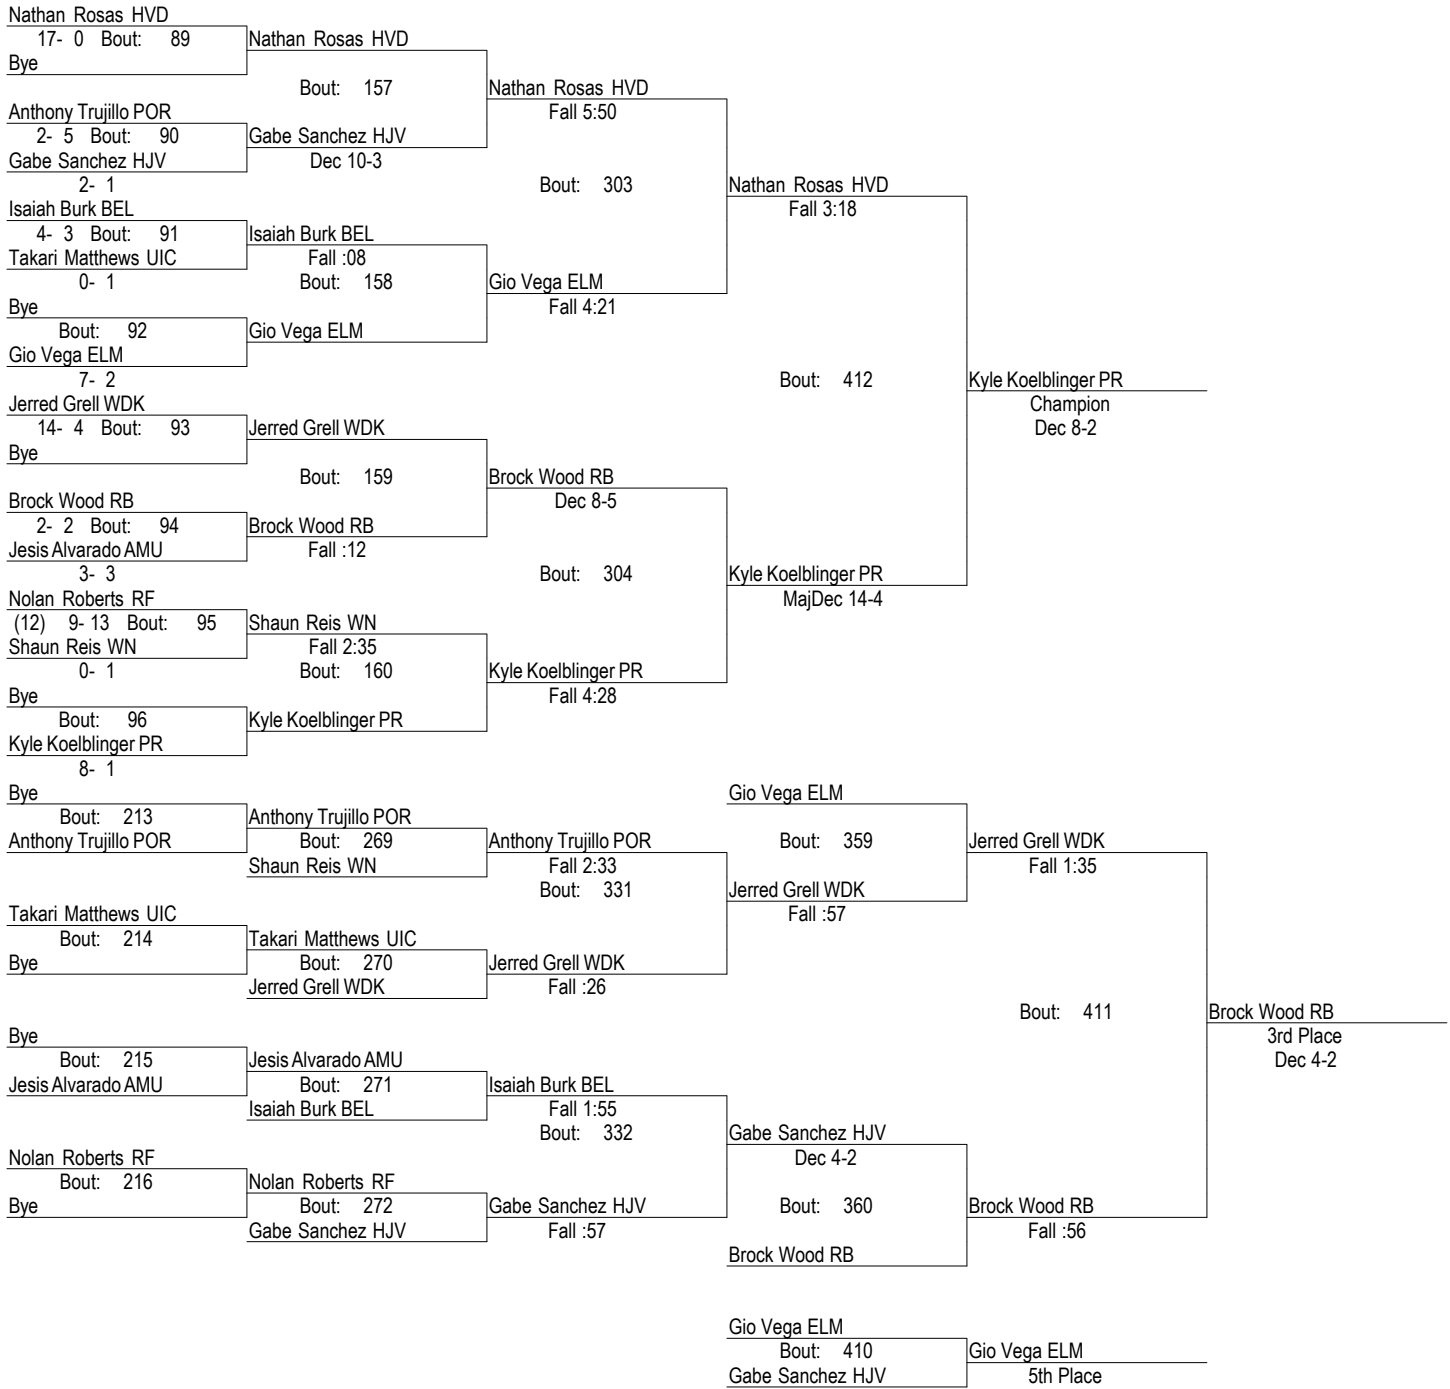 Nathan Rosas HVD
17- 0 Bout: 89
Nathan Rosas HVD
Bye
Bout: 157
Nathan Rosas HVD
Anthony Trujillo POR
Fall 5:50
2- 5 Bout: 90
Gabe Sanchez HJV
Gabe Sanchez HJV
Dec 10-3
2- 1
Bout: 303
Nathan Rosas HVD
Isaiah Burk BEL
Fall 3:18
4- 3 Bout: 91
Isaiah Burk BEL
Takari Matthews UIC
Fall :08
0- 1
Bout: 158
Gio Vega ELM
Bye
Fall 4:21
Bout: 92
Gio Vega ELM
Gio Vega ELM
7- 2
Bout: 412
Kyle Koelblinger PR
Jerred Grell WDK
Champion
14- 4 Bout: 93
Jerred Grell WDK
Dec 8-2
Bye
Bout: 159
Brock Wood RB
Brock Wood RB
Dec 8-5
2- 2 Bout: 94
Brock Wood RB
Jesis Alvarado AMU
Fall :12
3- 3
Bout: 304
Kyle Koelblinger PR
Nolan Roberts RF
MajDec 14-4
(12) 9- 13 Bout: 95
Shaun Reis WN
Shaun Reis WN
Fall 2:35
0- 1
Bout: 160
Kyle Koelblinger PR
Bye
Fall 4:28
Bout: 96
Kyle Koelblinger PR
Kyle Koelblinger PR
8- 1
Bye
Gio Vega ELM
Bout: 213
Anthony Trujillo POR
Anthony Trujillo POR
Bout: 269
Anthony Trujillo POR
Bout: 359
Jerred Grell WDK
Shaun Reis WN
Fall 2:33
Fall 1:35
Bout: 331
Jerred Grell WDK
Takari Matthews UIC
Fall :57
Bout: 214
Takari Matthews UIC
Bye
Bout: 270
Jerred Grell WDK
Jerred Grell WDK
Fall :26
Bout: 411
Brock Wood RB
Bye
3rd Place
Bout: 215
Jesis Alvarado AMU
Dec 4-2
Jesis Alvarado AMU
Bout: 271
Isaiah Burk BEL
Isaiah Burk BEL
Fall 1:55
Bout: 332
Gabe Sanchez HJV
Nolan Roberts RF
Dec 4-2
Bout: 216
Nolan Roberts RF
Bye
Bout: 272
Gabe Sanchez HJV
Bout: 360
Brock Wood RB
Gabe Sanchez HJV
Fall :57
Fall :56
Brock Wood RB
Gio Vega ELM
Bout: 410
Gio Vega ELM
Gabe Sanchez HJV
5th Place